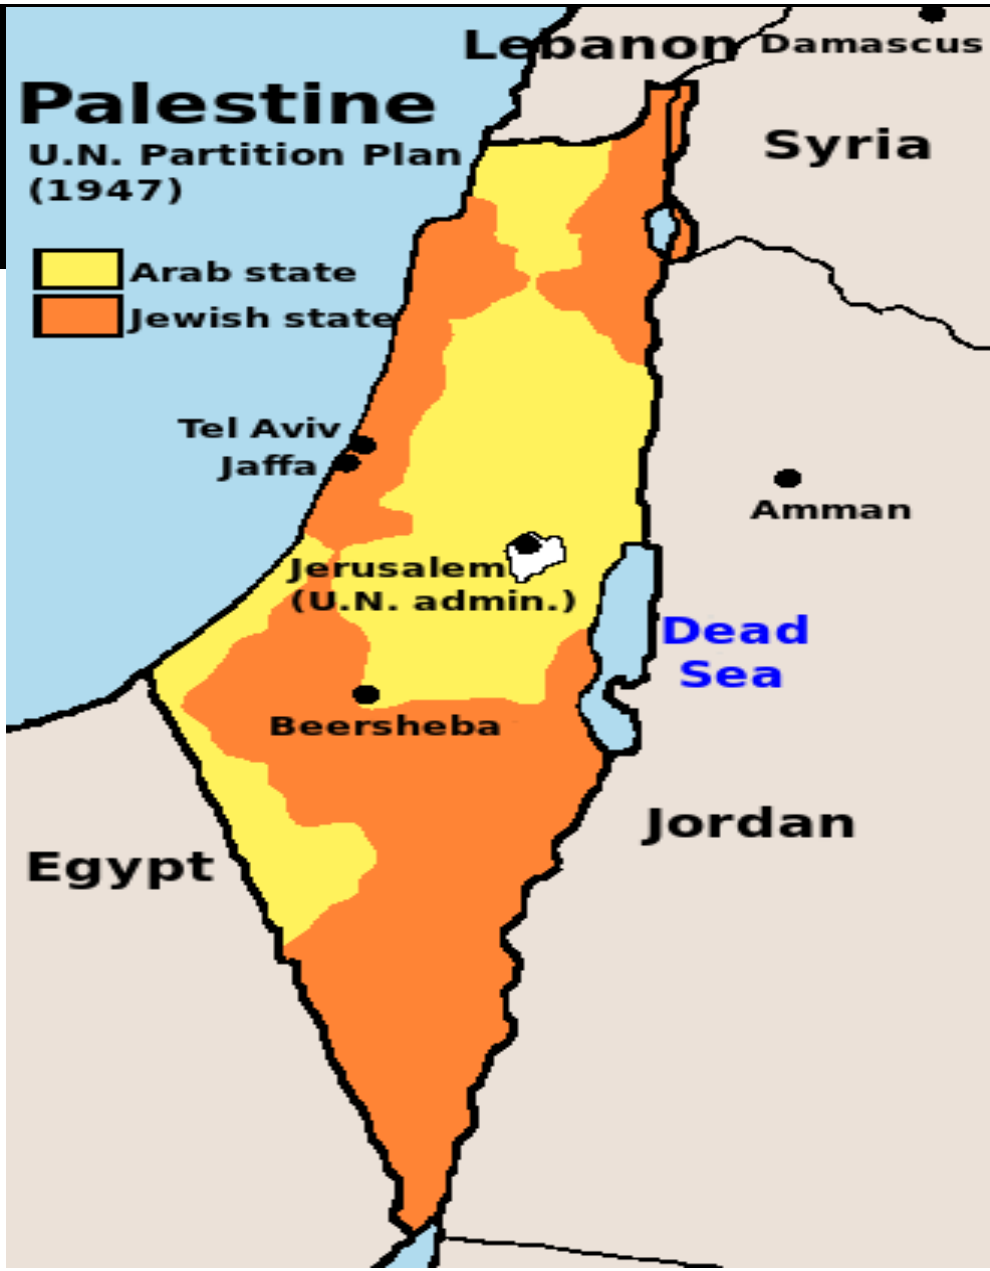 Lebanon
Damascus
Palestine
U.N. Partition Plan
(1947)
Syria
Arab state
Jewish state
Tel Aviv
Jaffa
Amman
Jerusalem
(U.N. admin.)
Dead
Sea
Beersheba
Jordan
Egypt